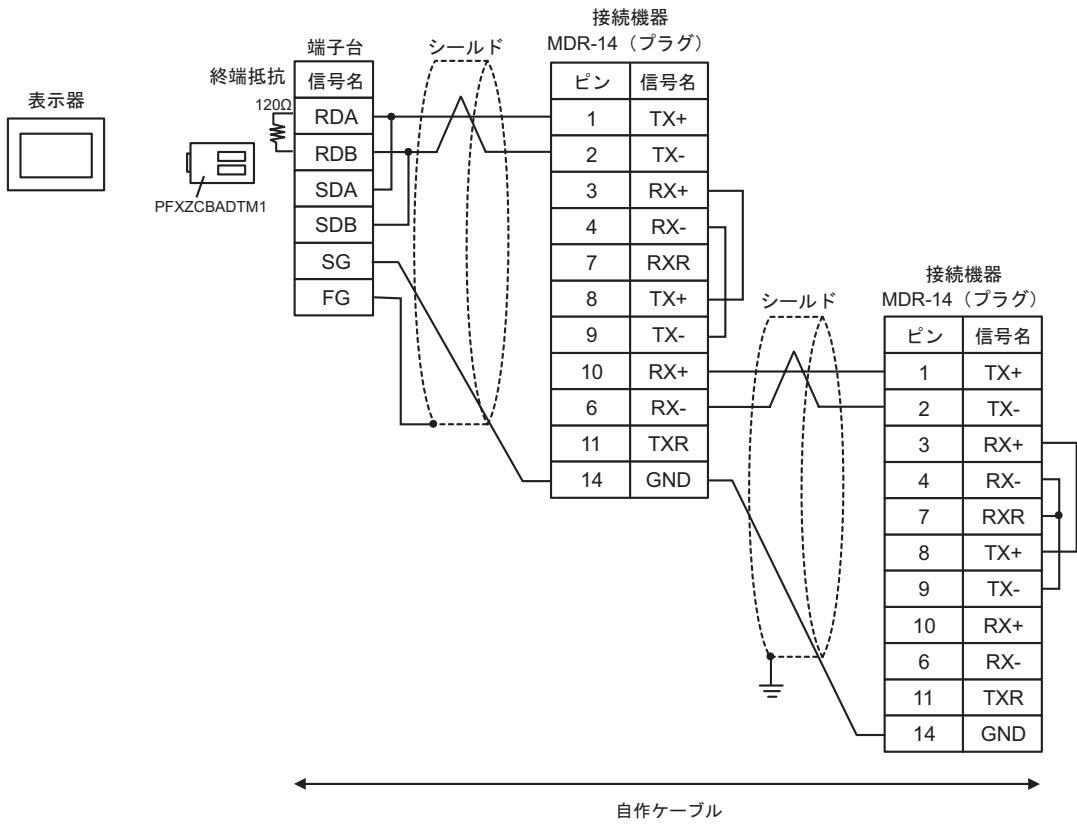 表示器
PFXZCBADTM1
終端抵抗
120Ω
端子台
信号名
RDA
RDB
SDA
SDB
SG
FG
シールド
接続機器
MDR-14（プラグ）
ピン 信号名
1 TX+
2 TX-
3 RX+
4 RX-
7 RXR
8 TX+
9 TX-
10 RX+
6 RX-
11 TXR
14 GND
シールド
接続機器
MDR-14（プラグ）
ピン 信号名
1 TX+
2 TX-
3 RX+
4 RX-
7 RXR
8 TX+
9 TX-
10 RX+
6 RX-
11 TXR
14 GND
自作ケーブル